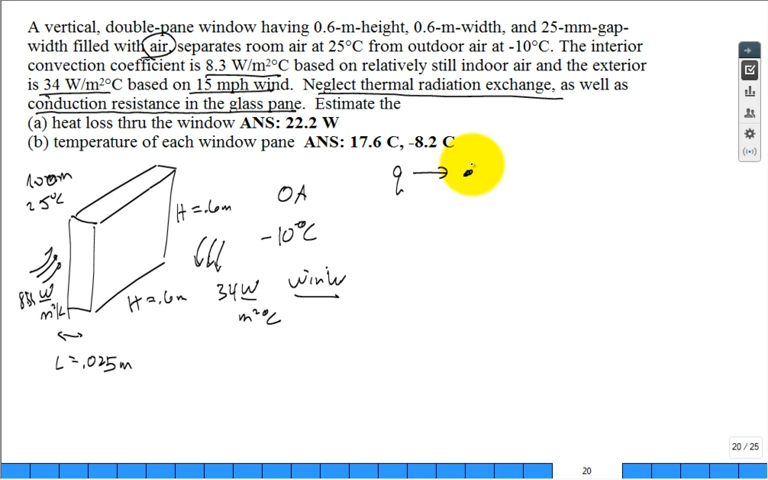 A vertical, double-pane window having 0.6-m-height, 0.6-m-width, and 25-mm-gap-
width filled with air, separates room air at 25°C from outdoor air at -10°C. The interior
convection coefficient is 8.3 W/m²°C based on relatively still indoor air and the exterior
is 34 W/m²°C based on 15 mph wind. Neglect thermal radiation exchange, as well as
conduction resistance in the glass pane. Estimate the
(a) heat loss thru the window ANS: 22.2 W
(b) temperature of each window pane ANS: 17.6 C, -8.2 C
room
25°C
H=.6m
OA
-10°C
q
W
m²k
H=.6m
34 W
m²°C
L=.025m
20 / 25
20